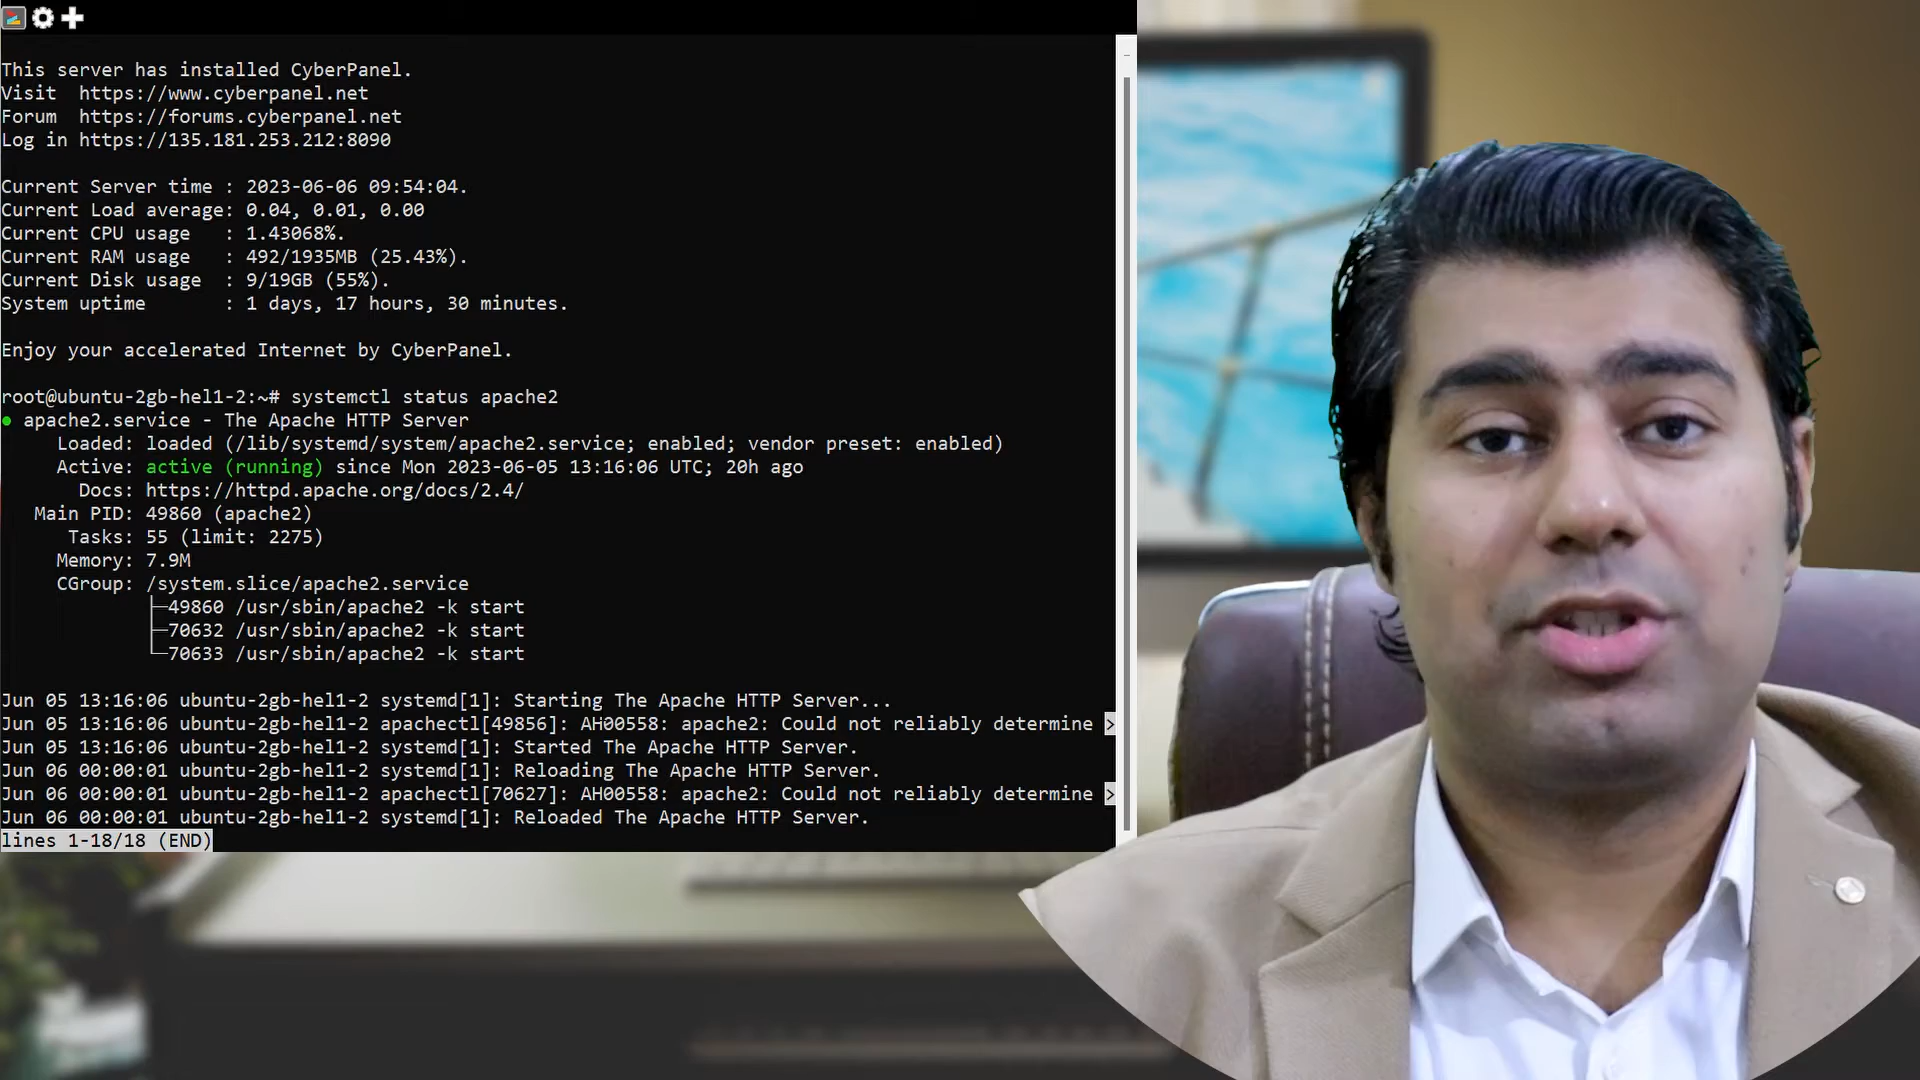 This server has installed CyberPanel.
Visit  https://www.cyberpanel.net
Forum  https://forums.cyberpanel.net
Log in https://135.181.253.212:8090
Current Server time : 2023-06-06 09:54:04.
Current Load average: 0.04, 0.01, 0.00
Current CPU usage   : 1.43068%.
Current RAM usage   : 492/1935MB (25.43%).
Current Disk usage  : 9/19GB (55%).
System uptime       : 1 days, 17 hours, 30 minutes.
Enjoy your accelerated Internet by CyberPanel.
root@ubuntu-2gb-hel1-2:~# systemctl status apache2
● apache2.service - The Apache HTTP Server
Loaded: loaded (/lib/systemd/system/apache2.service; enabled; vendor preset: enabled)
Active: active (running) since Mon 2023-06-05 13:16:06 UTC; 20h ago
Docs: https://httpd.apache.org/docs/2.4/
Main PID: 49860 (apache2)
Tasks: 55 (limit: 2275)
Memory: 7.9M
CGroup: /system.slice/apache2.service
├─49860 /usr/sbin/apache2 -k start
├─70632 /usr/sbin/apache2 -k start
└─70633 /usr/sbin/apache2 -k start
Jun 05 13:16:06 ubuntu-2gb-hel1-2 systemd[1]: Starting The Apache HTTP Server...
Jun 05 13:16:06 ubuntu-2gb-hel1-2 apachectl[49856]: AH00558: apache2: Could not reliably determine >
Jun 05 13:16:06 ubuntu-2gb-hel1-2 systemd[1]: Started The Apache HTTP Server.
Jun 06 00:00:01 ubuntu-2gb-hel1-2 systemd[1]: Reloading The Apache HTTP Server.
Jun 06 00:00:01 ubuntu-2gb-hel1-2 apachectl[70627]: AH00558: apache2: Could not reliably determine >
Jun 06 00:00:01 ubuntu-2gb-hel1-2 systemd[1]: Reloaded The Apache HTTP Server.
lines 1-18/18 (END)